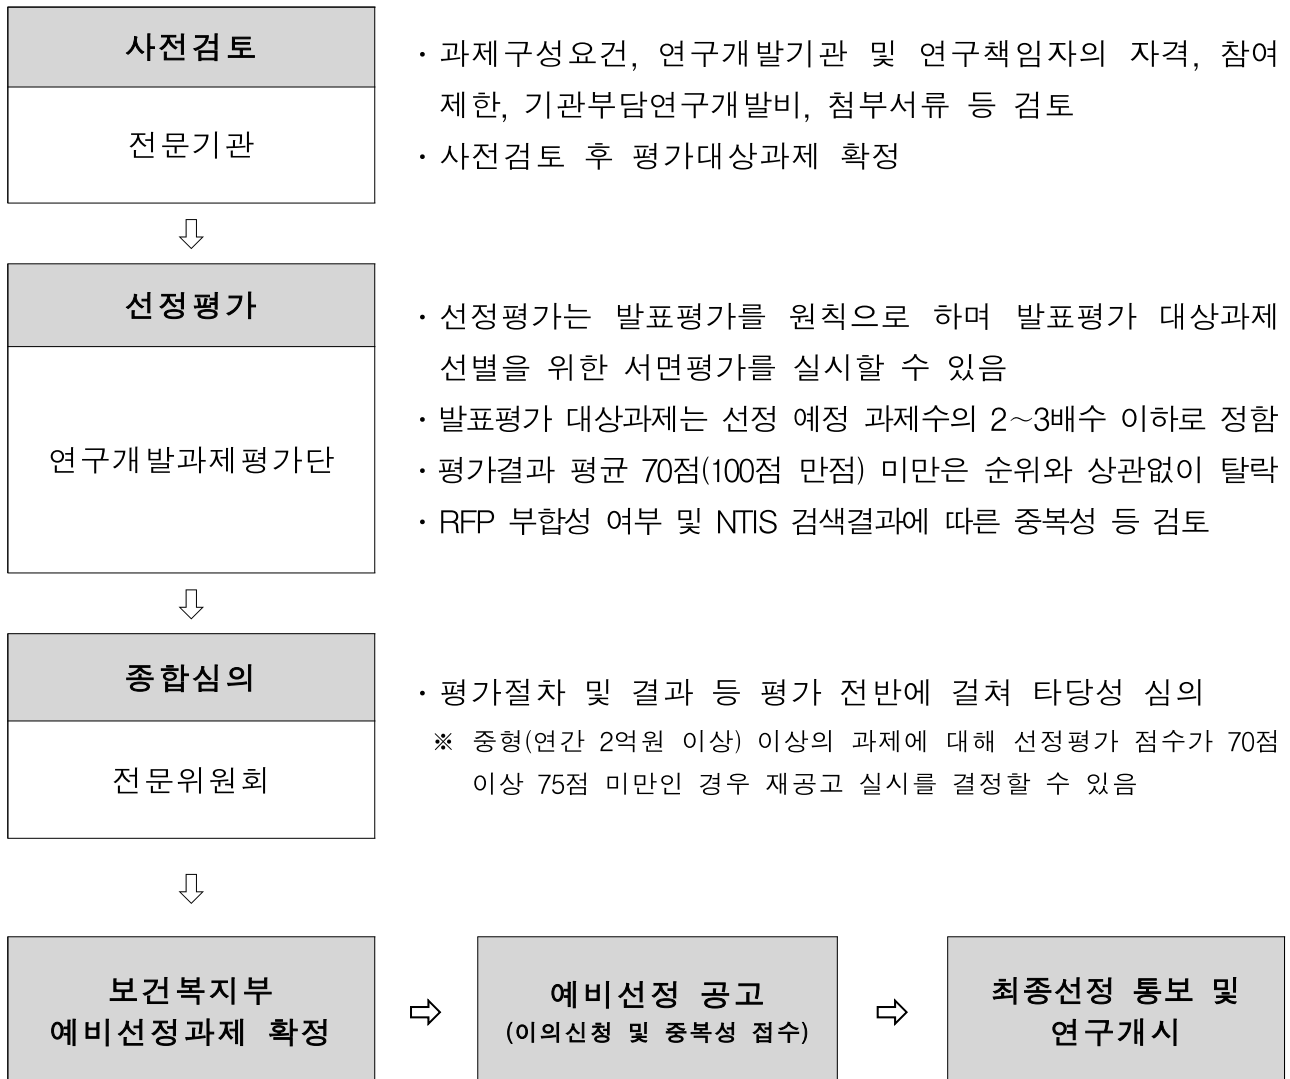 사전검토
전문기관
· 과제구성요건, 연구개발기관 및 연구책임자의 자격, 참여
제한, 기관부담연구개발비, 첨부서류 등 검토
· 사전검토 후 평가대상과제 확정
⇩
선정평가
연구개발과제평가단
· 선정평가는 발표평가를 원칙으로 하며 발표평가 대상과제
선별을 위한 서면평가를 실시할 수 있음
· 발표평가 대상과제는 선정 예정 과제수의 2~3배수 이하로 정함
· 평가결과 평균 70점(100점 만점) 미만은 순위와 상관없이 탈락
· RFP 부합성 여부 및 NTIS 검색결과에 따른 중복성 등 검토
⇩
종합심의
전문위원회
· 평가절차 및 결과 등 평가 전반에 걸쳐 타당성 심의
※ 중형(연간 2억원 이상) 이상의 과제에 대해 선정평가 점수가 70점
이상 75점 미만인 경우 재공고 실시를 결정할 수 있음
⇩
보건복지부
예비선정과제 확정
⇨
예비선정 공고
(이의신청 및 중복성 접수)
⇨
최종선정 통보 및
연구개시